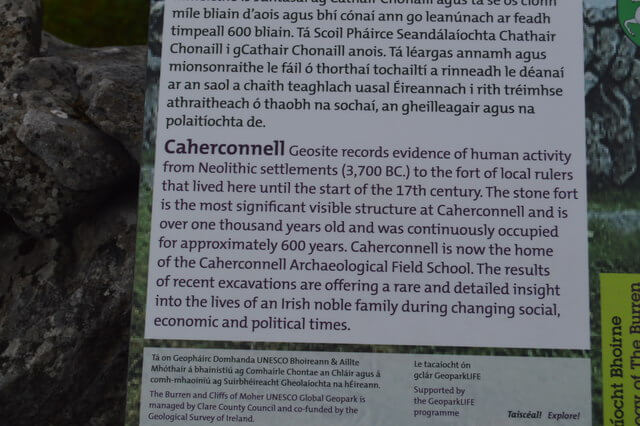 míle bliain d'aois agus bhí cónaí ann go leanúnach ar feadh
timpeall 600 bliain. Tá Scoil Pháirce Seandálaíochta Chathair
Chonaill i gCathair Chonaill anois. Tá léargas annamh agus
mionsonraithe le fáil ó thorthaí tochailtí a rinneadh le déanaí
ar an saol a chaith teaghlach uasal Éireannach i rith tréimhse
athraitheach ó thaobh na sochaí, an gheilleagair agus na
polaitíochta de.
Caherconnell Geosite records evidence of human activity
from Neolithic settlements (3,700 BC.) to the fort of local rulers
that lived here until the start of the 17th century. The stone fort
is the most significant visible structure at Caherconnell and is
over one thousand years old and was continuously occupied
for approximately 600 years. Caherconnell is now the home
of the Caherconnell Archaeological Field School. The results
of recent excavations are offering a rare and detailed insight
into the lives of an Irish noble family during changing social,
economic and political times.
Tá on Geopháirc Domhanda UNESCO Bhoireann & Aillte
Mhóthair á bhainistiú ag Comhairle Chontae an Chláir agus á
comh-mhaoiniú ag Suirbhéireacht Gheolaíochta na hÉireann.
The Burren and Cliffs of Moher UNESCO Global Geopark is
managed by Clare County Council and co-funded by the
Geological Survey of Ireland.
Le tacaíocht ón
gclár GeoparkLIFE
Supported by
the GeoparkLIFE
programme
Taiscéal! Explore!
íocht Bhoirne
of The Burren